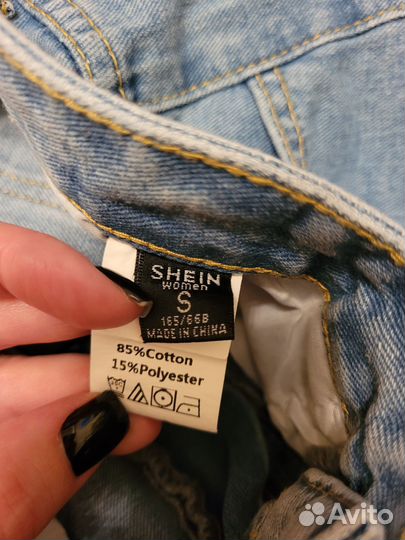 SHEIN
women
S
165/66B
MADE IN CHINA
85%Cotton
15%Polyester
Avito